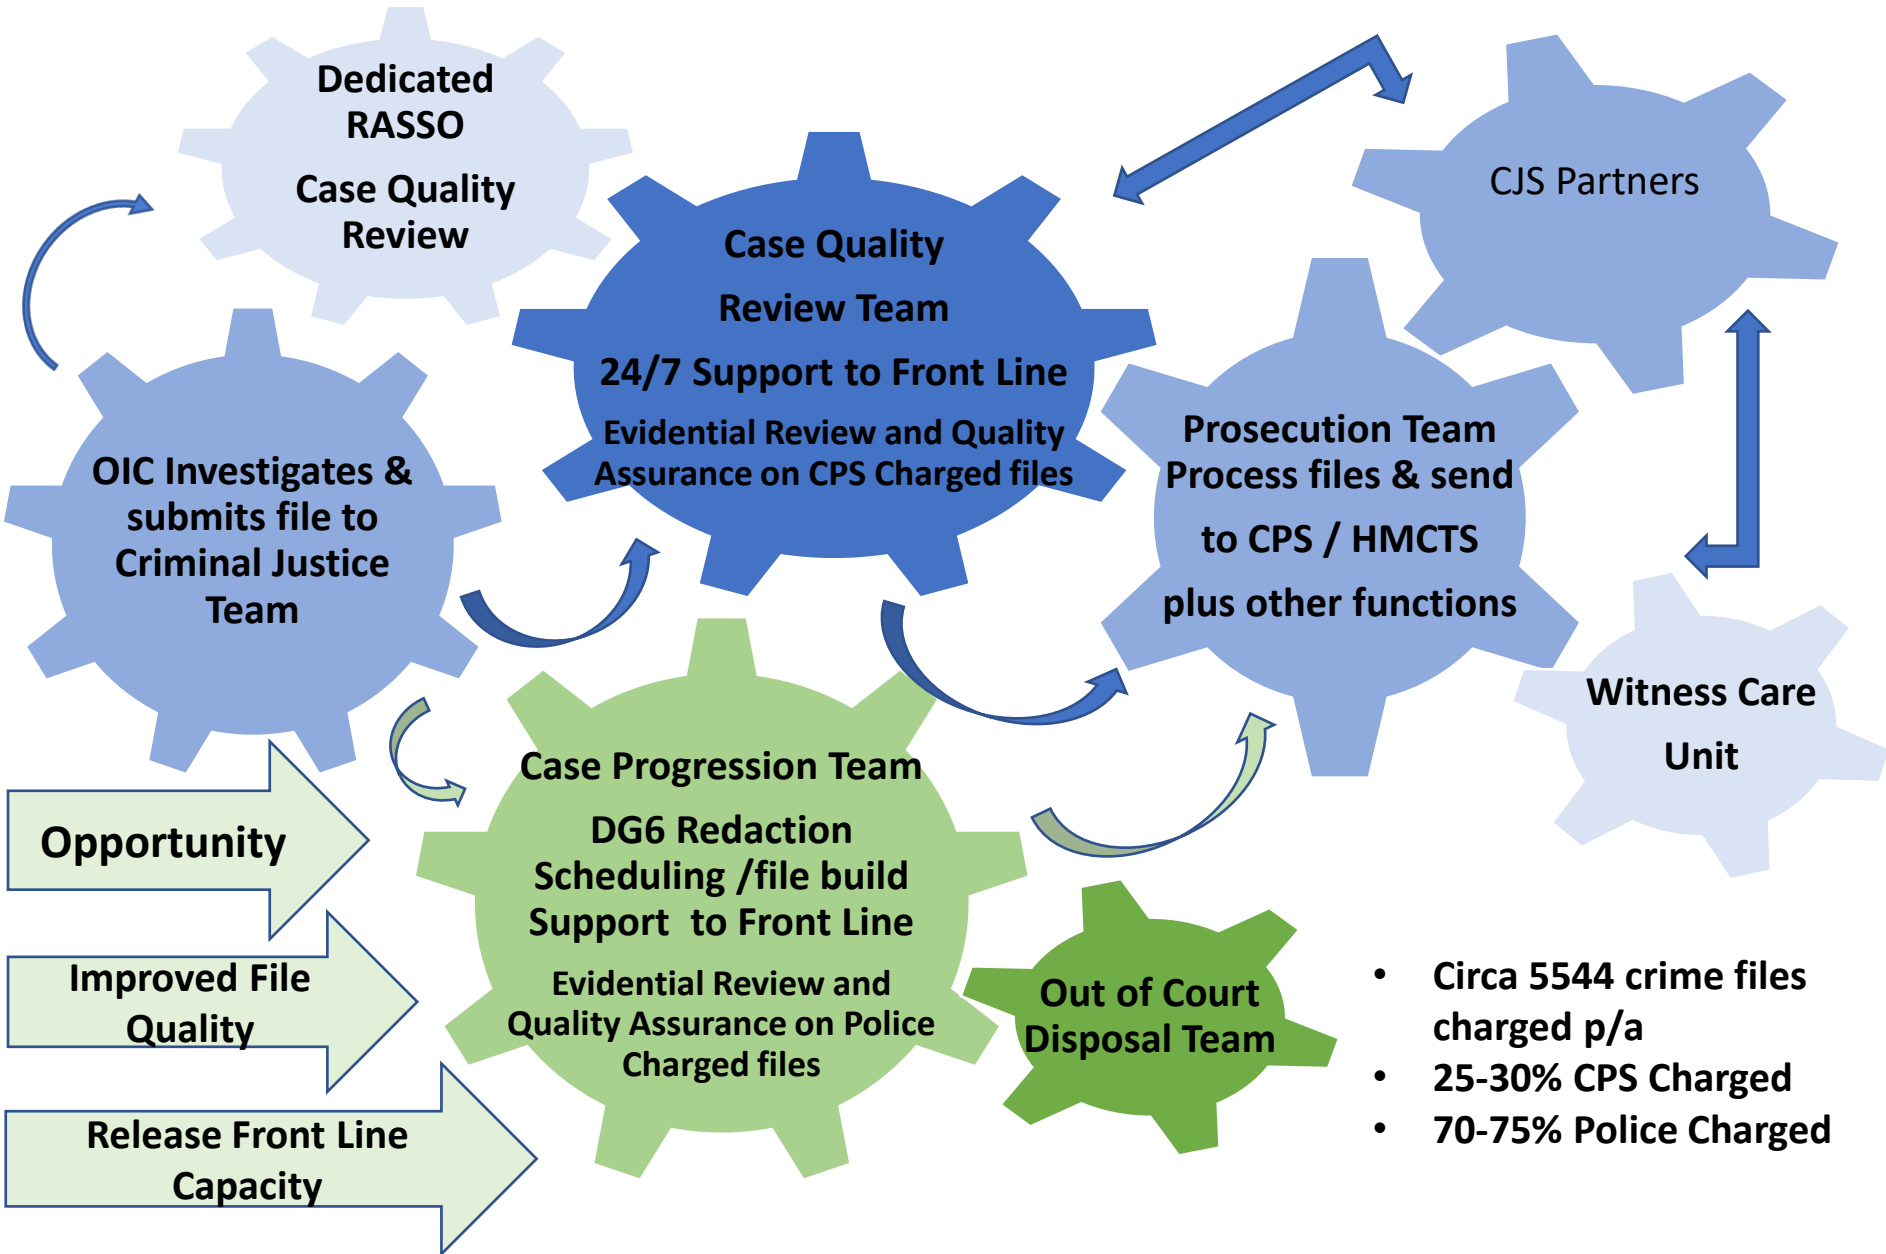 Dedicated
RASSO
Case Quality
Review
CJS Partners
Case Quality
Review Team
24/7 Support to Front Line
Evidential Review and Quality
Assurance on CPS Charged files
OIC Investigates &
submits file to
Criminal Justice
Team
Prosecution Team
Process files & send
to CPS / HMCTS
plus other functions
Witness Care
Unit
Case Progression Team
DG6 Redaction
Scheduling /file build
Support to Front Line
Evidential Review and
Quality Assurance on Police
Charged files
Out of Court
Disposal Team
Opportunity
Improved File
Quality
Release Front Line
Capacity
• Circa 5544 crime files
charged p/a
• 25-30% CPS Charged
• 70-75% Police Charged